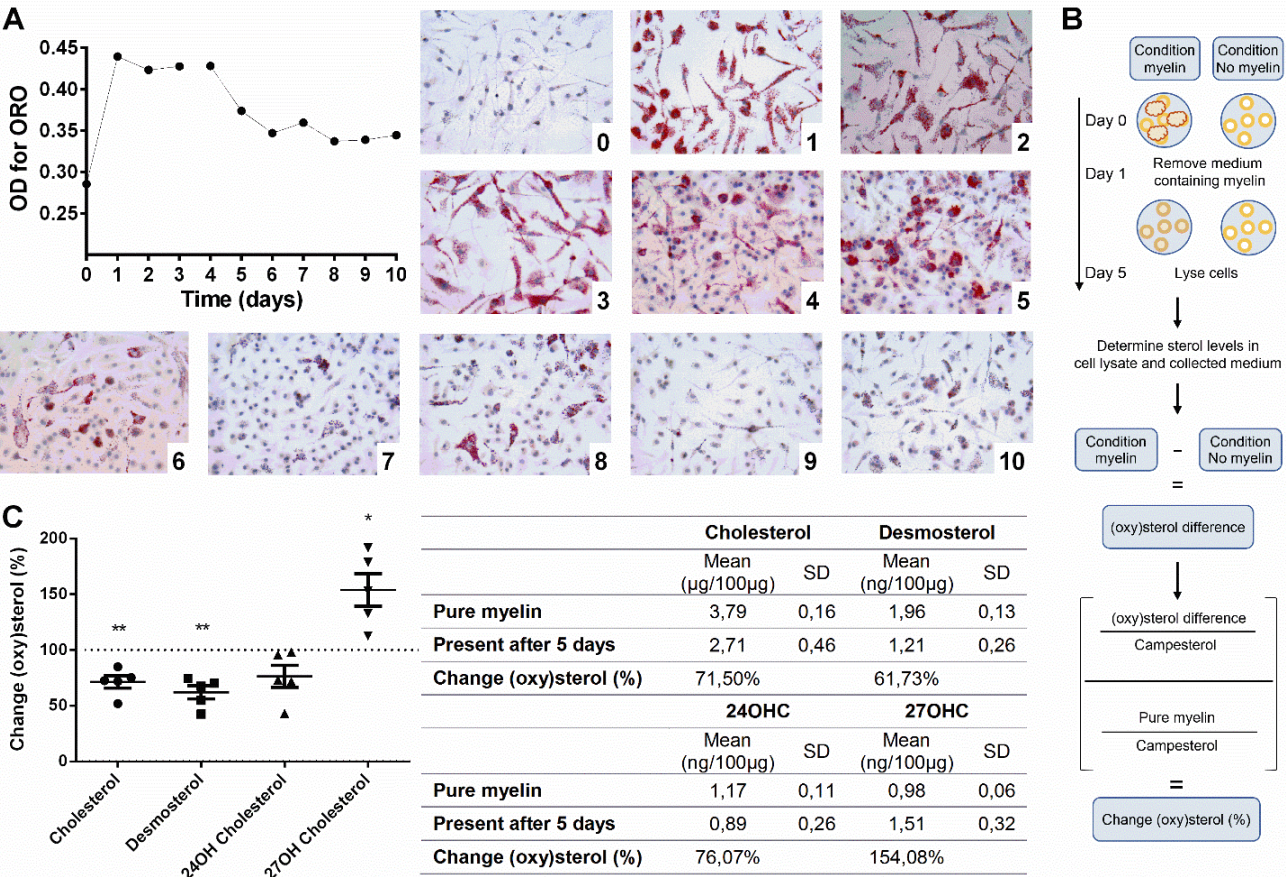 A
OD for ORO
0.45
0.40
0.35
0.30
0.25
0 1 2 3 4 5 6 7 8 9 10
Time (days)
0
1
2
3
4
5
6
7
8
9
10
B
Condition
myelin
Condition
No myelin
Day 0
Remove medium
containing myelin
Day 1
Day 5
Lyse cells
Determine sterol levels in
cell lysate and collected medium
Condition
myelin
-
Condition
No myelin
=
(oxy)sterol difference
(oxy)sterol difference
Campesterol
Pure myelin
Campesterol
=
Change (oxy)sterol (%)
C
Change (oxy)sterol (%)
200
150
100
50
0
** ** *
Cholesterol
Desmosterol
24OH Cholesterol
27OH Cholesterol
Cholesterol Desmosterol
Mean SD Mean SD
(µg/100µg) (ng/100µg)
Pure myelin 3,79 0,16 1,96 0,13
Present after 5 days 2,71 0,46 1,21 0,26
Change (oxy)sterol (%) 71,50% 61,73%
24OHC 27OHC
Mean SD Mean SD
(ng/100µg) (ng/100µg)
Pure myelin 1,17 0,11 0,98 0,06
Present after 5 days 0,89 0,26 1,51 0,32
Change (oxy)sterol (%) 76,07% 154,08%